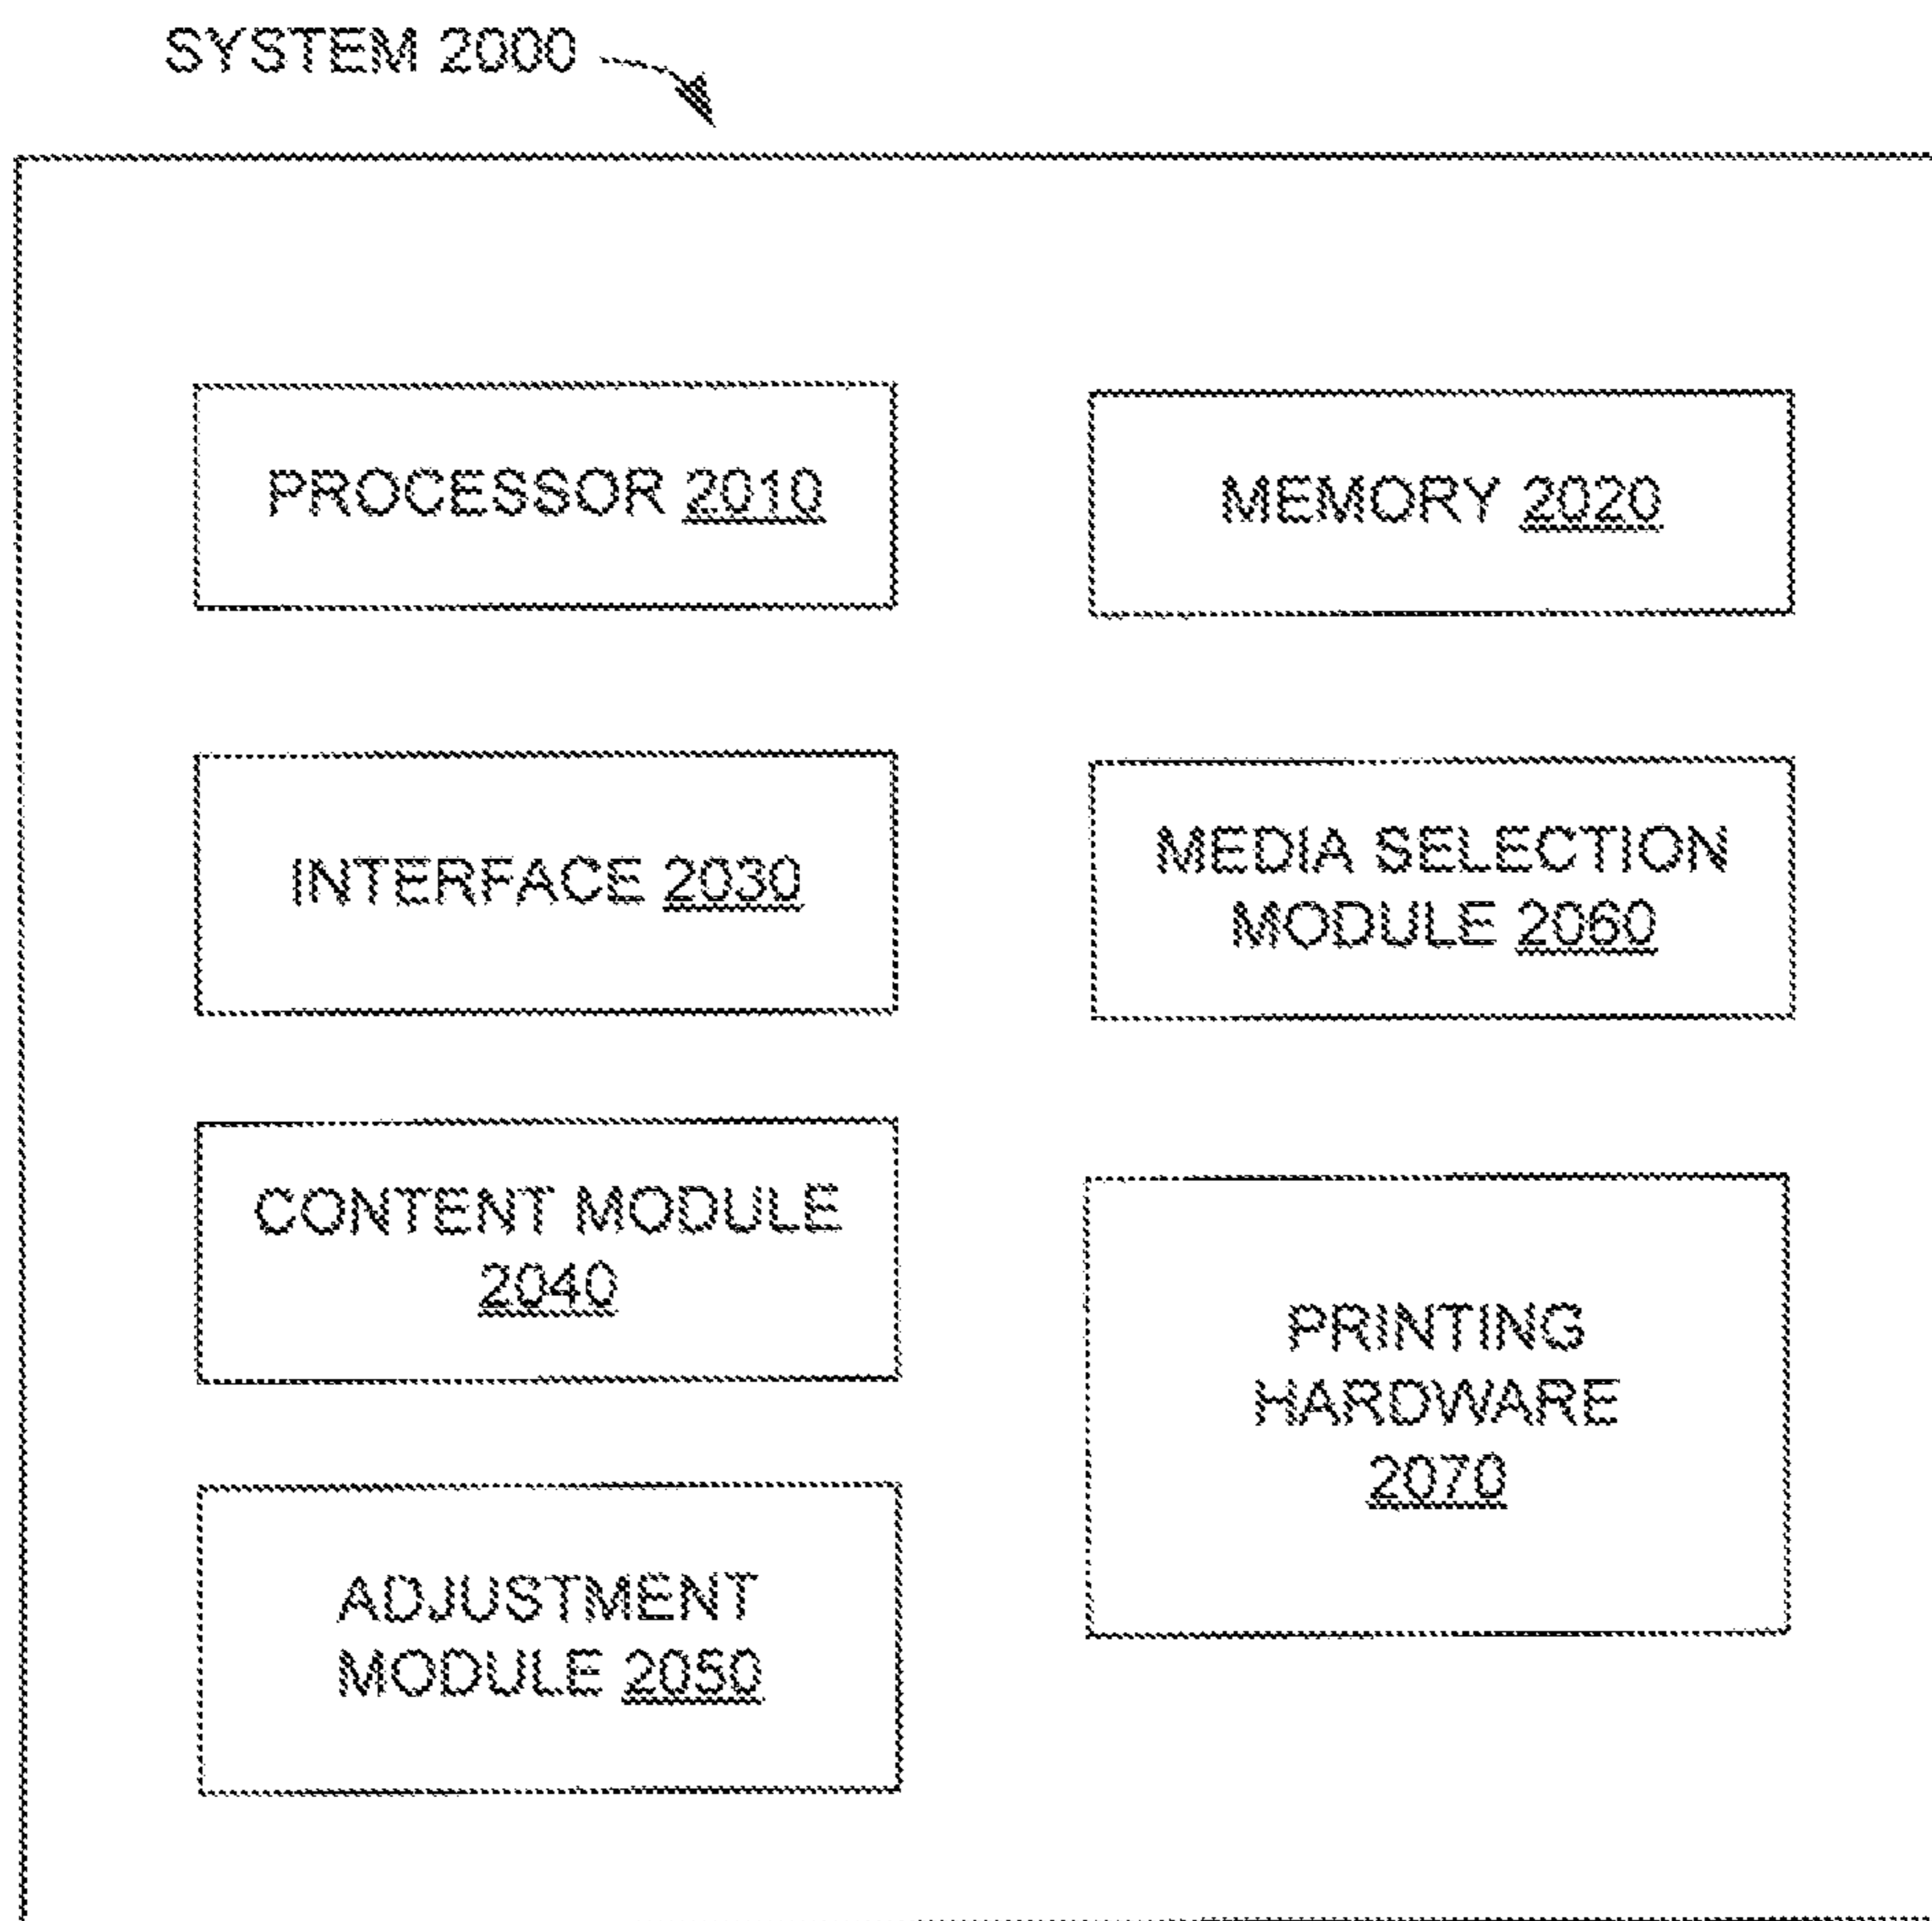 SYSTEM 2000
PROCESSOR 2010
MEMORY 2020
INTERFACE 2030
MEDIA SELECTION
MODULE 2060
CONTENT MODULE
2040
PRINTING
HARDWARE
2070
ADJUSTMENT
MODULE 2050